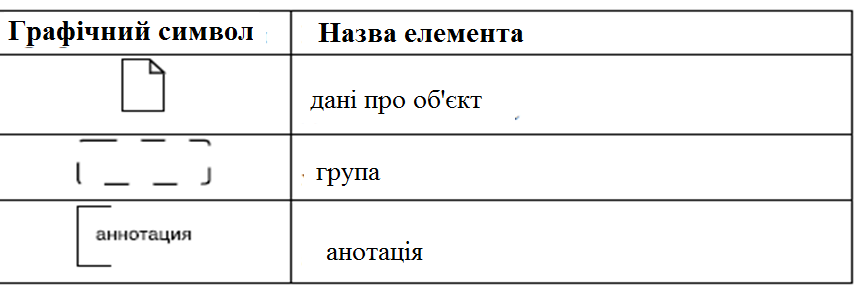 Графічний символ Назва елемента
дані про об'єкт
група
аннотация анотація